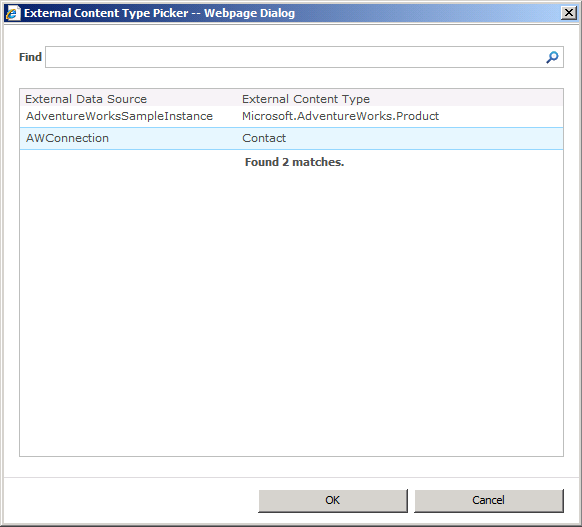 External Content Type Picker -- Webpage Dialog
Find
External Data Source External Content Type
AdventureWorksSampleInstance Microsoft.AdventureWorks.Product
AWConnection Contact
Found 2 matches.
OK Cancel